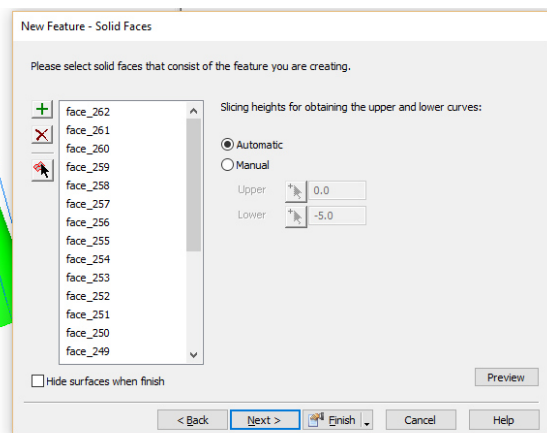 New Feature - Solid Faces
Please select solid faces that consist of the feature you are creating.
face_262
face_261
face_260
face_259
face_258
face_257
face_256
face_255
face_254
face_253
face_252
face_251
face_250
face_249
Slicing heights for obtaining the upper and lower curves:
Automatic
Manual
Upper 0.0
Lower -5.0
Hide surfaces when finish
Preview
< Back Next > Finish Cancel Help